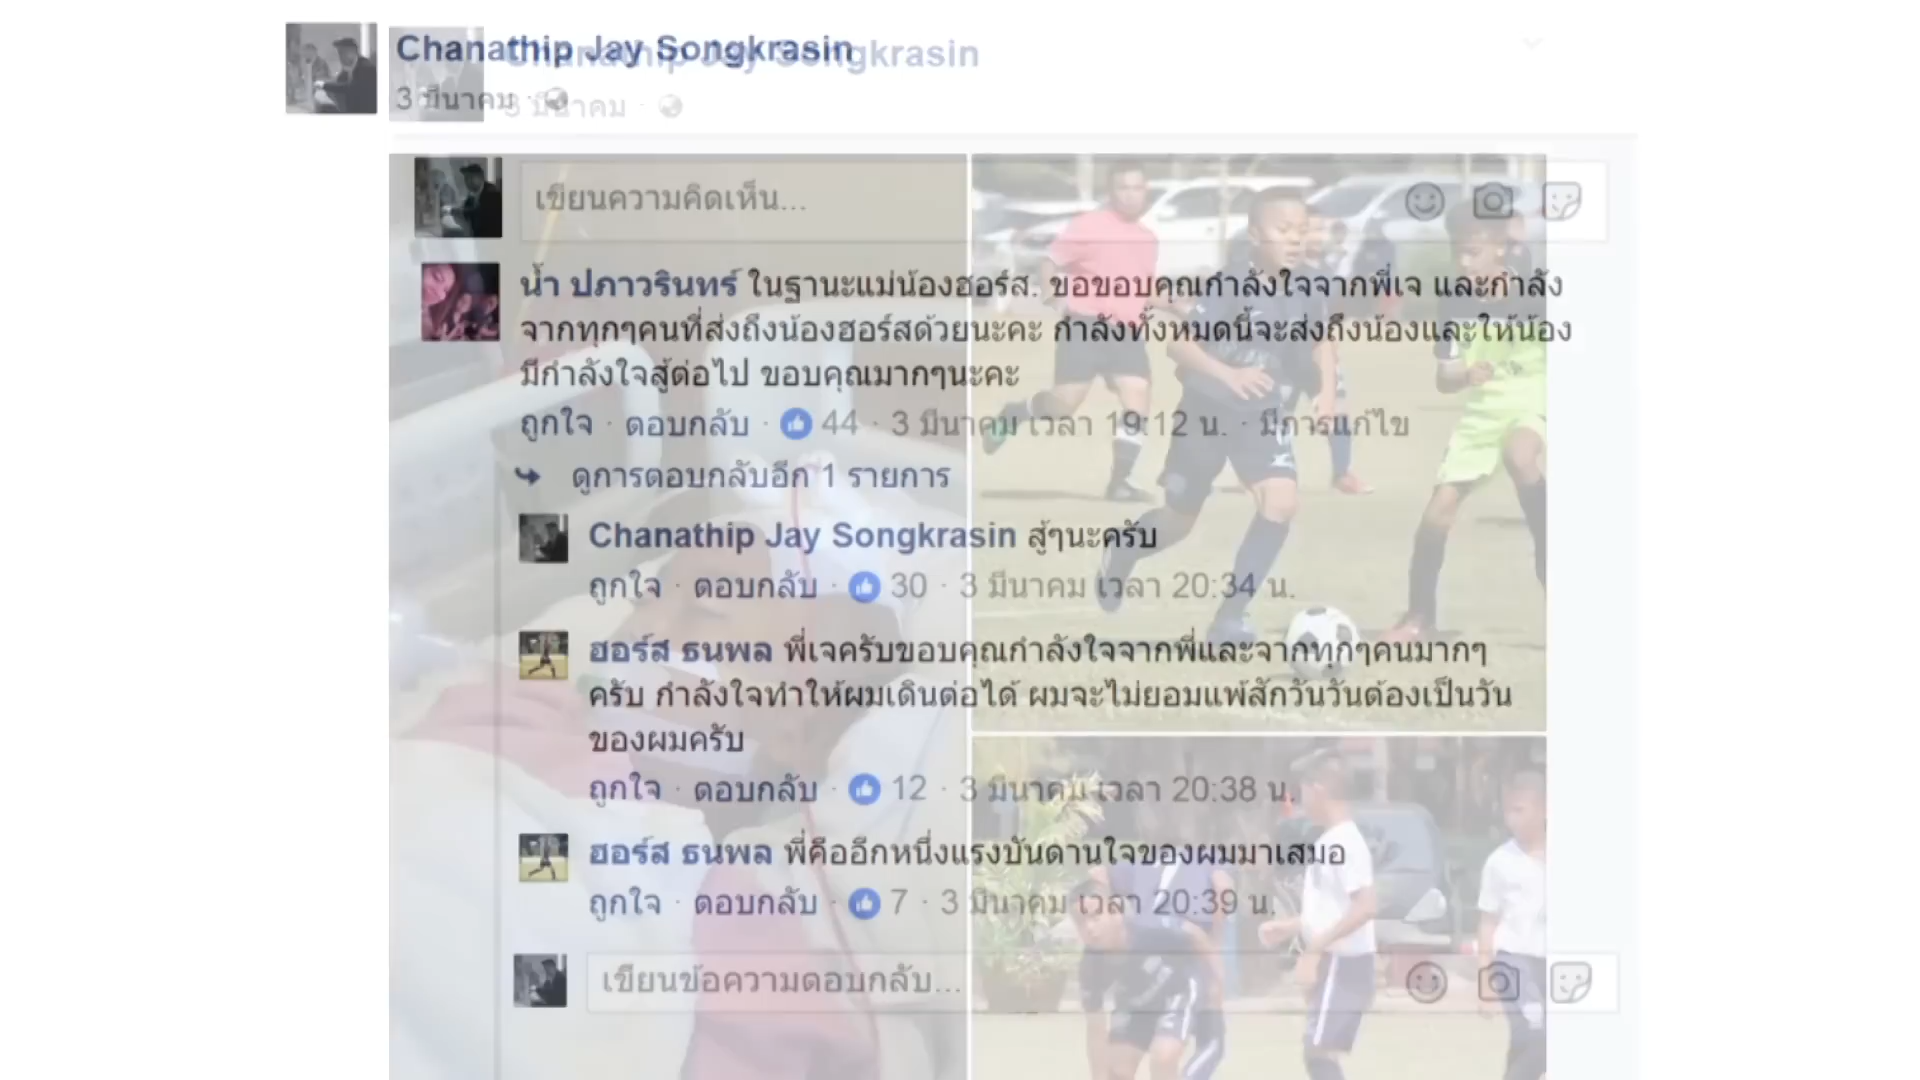 Chanathip Jay Songkrasin
3 มีนาคม ·
Chanathip Jay Songkrasin
3 มีนาคม ·
เขียนความคิดเห็น...
น้ำ ปภาวรินทร์ ในฐานะแม่น้องฮอร์ส. ขอขอบคุณกำลังใจจากพี่เจ และกำลัง
จากทุกๆคนที่ส่งถึงน้องฮอร์สด้วยนะคะ กำลังทั้งหมดนี้จะส่งถึงน้องและให้น้อง
มีกำลังใจสู้ต่อไป ขอบคุณมากๆนะคะ
ถูกใจ · ตอบกลับ · 44 · 3 มีนาคม เวลา 19:12 น. · มีการแก้ไข
ดูการตอบกลับอีก 1 รายการ
Chanathip Jay Songkrasin สู้ๆนะครับ
ถูกใจ · ตอบกลับ · 30 · 3 มีนาคม เวลา 20:34 น.
ฮอร์ส ธนพล พี่เจครับขอบคุณกำลังใจจากพี่และจากทุกๆคนมากๆ
ครับ กำลังใจทำให้ผมเดินต่อได้ ผมจะไม่ยอมแพ้สักวันวันต้องเป็นวัน
ของผมครับ
ถูกใจ · ตอบกลับ · 12 · 3 มีนาคม เวลา 20:38 น.
ฮอร์ส ธนพล พี่คืออีกหนึ่งแรงบันดานใจของผมมาเสมอ
ถูกใจ · ตอบกลับ · 7 · 3 มีนาคม เวลา 20:39 น.
เขียนข้อความตอบกลับ...